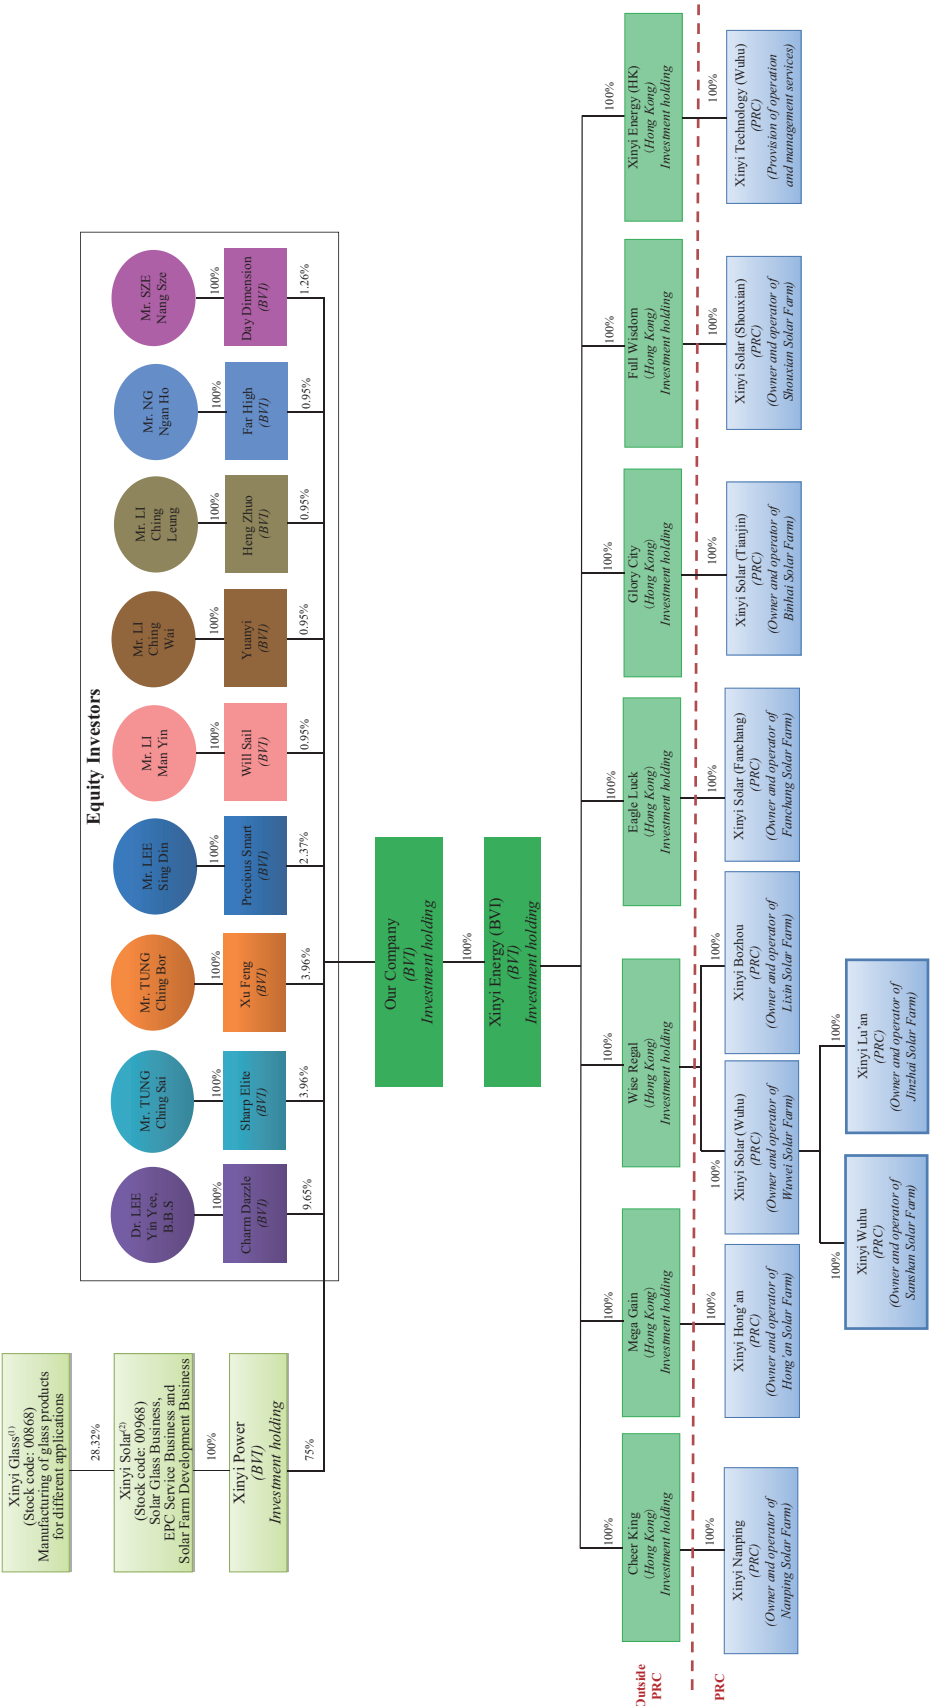 Xinyi Glass(1)
(Stock code: 00868)
Manufacturing of glass products
for different applications
28.32%
Xinyi Solar(2)
(Stock code: 00968)
Solar Glass Business,
EPC Service Business and
Solar Farm Development Business
100%
Xinyi Power
(BVI)
Investment holding
75%
Equity Investors
Dr. LEE
Yin Yee,
B.B.S
100%
Charm Dazzle
(BVI)
9.65%
Mr. TUNG
Ching Sai
100%
Sharp Elite
(BVI)
3.96%
Mr. TUNG
Ching Bor
100%
Xu Feng
(BVI)
3.96%
Mr. LEE
Sing Din
100%
Precious Smart
(BVI)
2.37%
Mr. LI
Man Yin
100%
Will Sail
(BVI)
0.95%
Mr. LI
Ching
Wai
100%
Yuanyi
(BVI)
0.95%
Mr. LI
Ching
Leung
100%
Heng Zhuo
(BVI)
0.95%
Mr. NG
Ngan Ho
100%
Far High
(BVI)
0.95%
Mr. SZE
Nang Sze
100%
Day Dimension
(BVI)
1.26%
Our Company
(BVI)
Investment holding
100%
Xinyi Energy (BVI)
(BVI)
Investment holding
100%
Cheer King
(Hong Kong)
Investment holding
100%
Mega Gain
(Hong Kong)
Investment holding
100%
Wise Regal
(Hong Kong)
Investment holding
100%
Eagle Luck
(Hong Kong)
Investment holding
100%
Glory City
(Hong Kong)
Investment holding
100%
Full Wisdom
(Hong Kong)
Investment holding
100%
Xinyi Energy (HK)
(Hong Kong)
Investment holding
Outside
PRC
PRC
100%
Xinyi Nanping
(PRC)
(Owner and operator of
Nanping Solar Farm)
100%
Xinyi Hong'an
(PRC)
(Owner and operator of
Hong'an Solar Farm)
100%
Xinyi Solar (Wuhu)
(PRC)
(Owner and operator of
Wuwei Solar Farm)
100%
Xinyi Bozhou
(PRC)
(Owner and operator of
Lixin Solar Farm)
100%
Xinyi Solar (Fanchang)
(PRC)
(Owner and operator of
Fanchang Solar Farm)
100%
Xinyi Solar (Tianjin)
(PRC)
(Owner and operator of
Binhai Solar Farm)
100%
Xinyi Solar (Shouxian)
(PRC)
(Owner and operator of
Shouxian Solar Farm)
100%
Xinyi Technology (Wuhu)
(PRC)
(Provision of operation
and management services)
100%
Xinyi Wuhu
(PRC)
(Owner and operator of
Sanshan Solar Farm)
100%
Xinyi Lu'an
(PRC)
(Owner and operator of
Jinzhai Solar Farm)